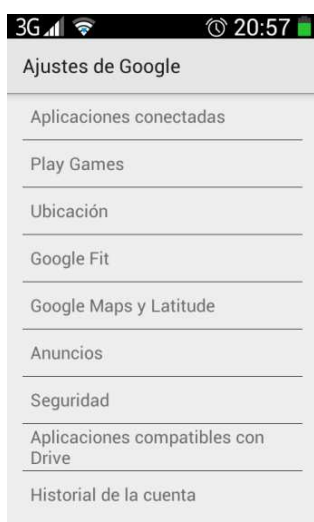 3G 20:57
Ajustes de Google
Aplicaciones conectadas
Play Games
Ubicación
Google Fit
Google Maps y Latitude
Anuncios
Seguridad
Aplicaciones compatibles con
Drive
Historial de la cuenta